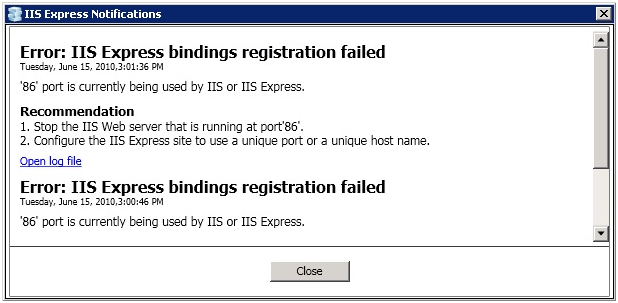 IIS Express Notifications
Error: IIS Express bindings registration failed
Tuesday, June 15, 2010,3:01:36 PM
'86' port is currently being used by IIS or IIS Express.
Recommendation
1. Stop the IIS Web server that is running at port'86'.
2. Configure the IIS Express site to use a unique port or a unique host name.
Open log file
Error: IIS Express bindings registration failed
Tuesday, June 15, 2010,3:00:46 PM
'86' port is currently being used by IIS or IIS Express.
Close